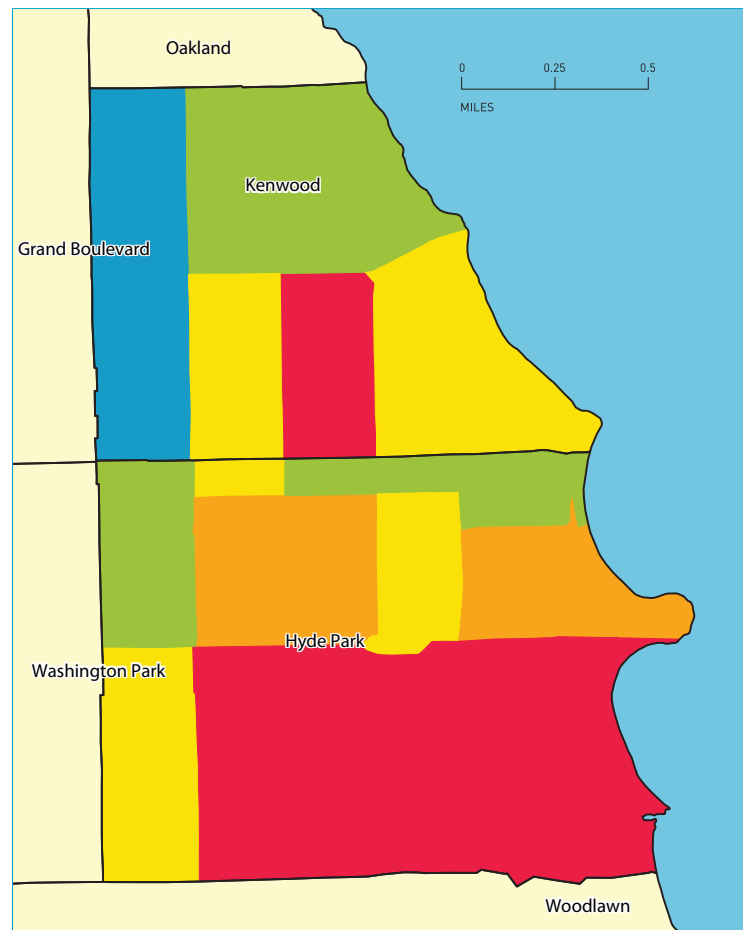 Oakland
0 0.25 0.5
MILES
Kenwood
Grand Boulevard
Hyde Park
Washington Park
Woodlawn